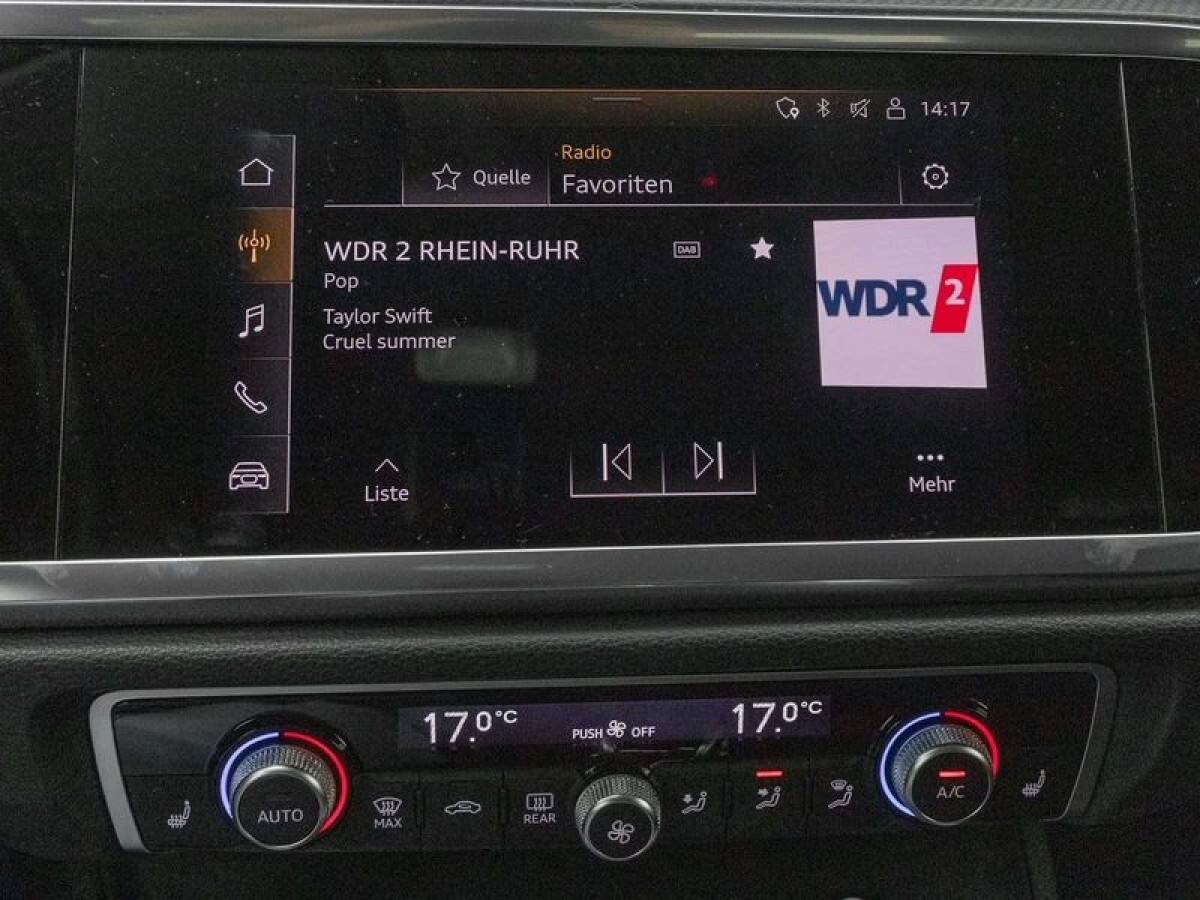 14:17
Quelle
Radio
Favoriten
WDR 2 RHEIN-RUHR
DAB
Pop
Taylor Swift
Cruel summer
WDR 2
Liste
Mehr
17.0°C
PUSH OFF
17.0°C
AUTO
MAX
REAR
A/C